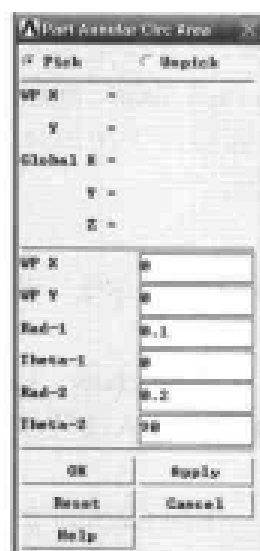 Part Annular Circ Area
Pick Unpick
WP X =
Y =
Global X =
Y =
Z =
WP X 0
WP Y 0
Rad-1 0.1
Theta-1 0
Rad-2 0.2
Theta-2 90
OK Apply
Reset Cancel
Help